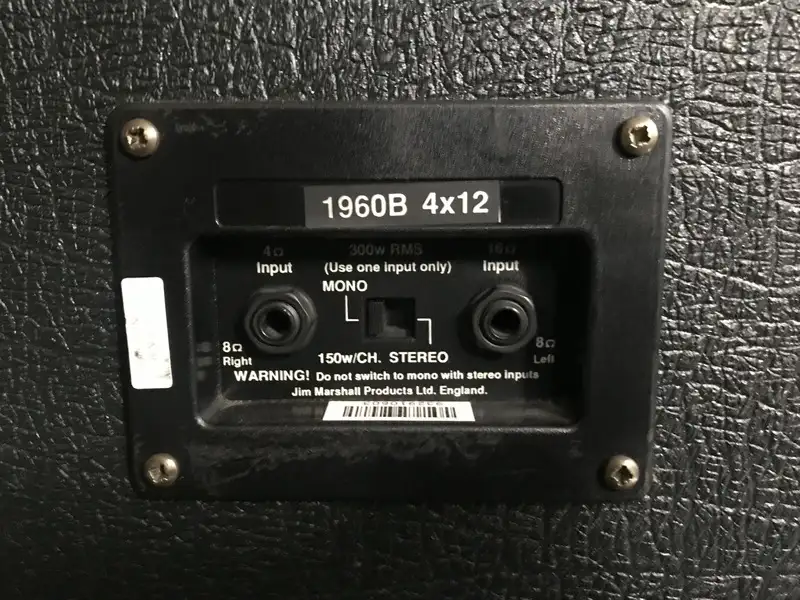 1960B 4x12
4Ω 300w RMS 16Ω
Input (Use one input only) Input
MONO
8Ω 8Ω
Right 150w/CH. STEREO Left
WARNING! Do not switch to mono with stereo inputs
Jim Marshall Products Ltd. England.